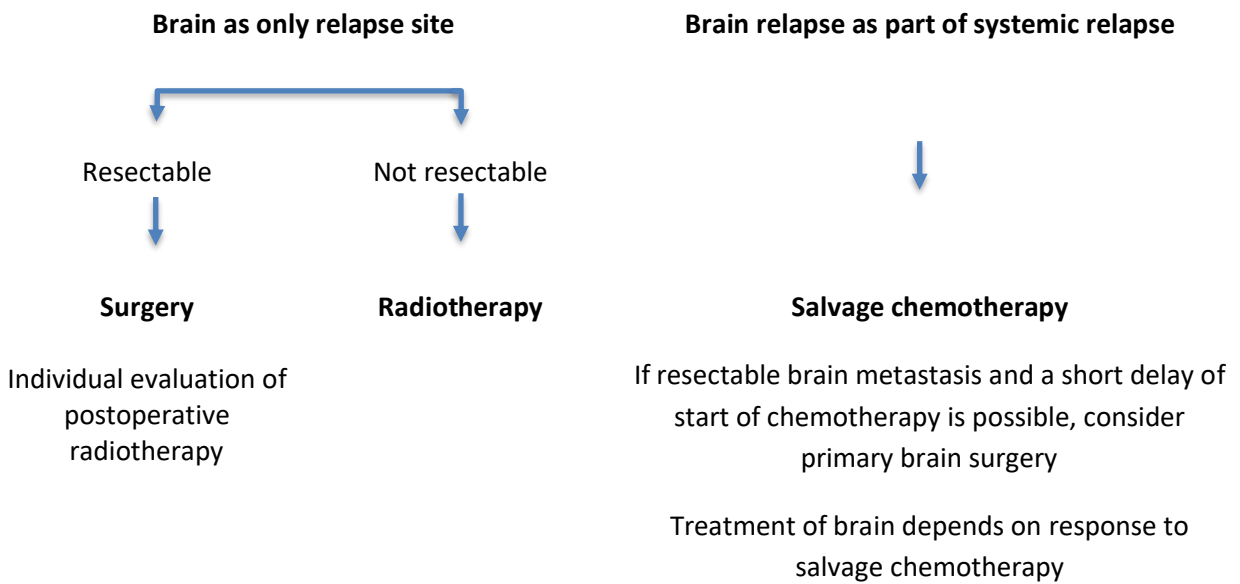 Brain as only relapse site
Brain relapse as part of systemic relapse
Resectable
Not resectable
Surgery
Radiotherapy
Salvage chemotherapy
Individual evaluation of
postoperative
radiotherapy
If resectable brain metastasis and a short delay of
start of chemotherapy is possible, consider
primary brain surgery
Treatment of brain depends on response to
salvage chemotherapy